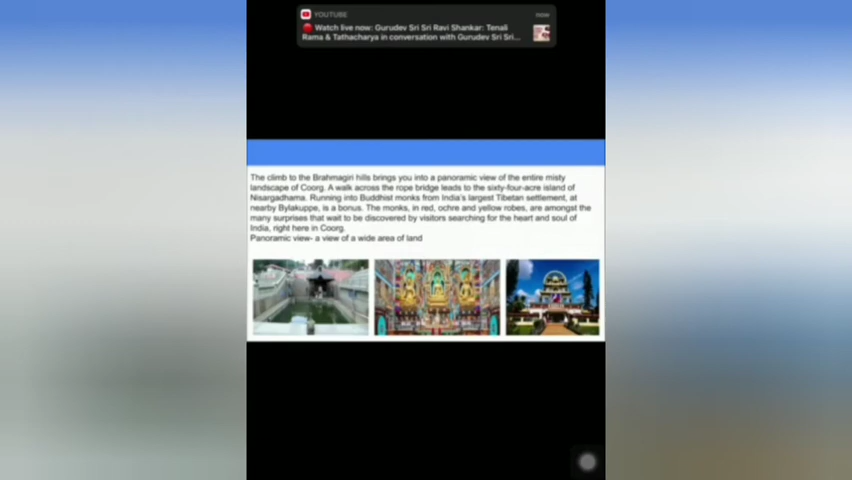 YOUTUBE
now
Watch live now: Gurudev Sri Sri Ravi Shankar: Tenali
Rama & Tathacharya in conversation with Gurudev Sri Sri...
The climb to the Brahmagiri hills brings you into a panoramic view of the entire misty
landscape of Coorg. A walk across the rope bridge leads to the sixty-four-acre island of
Nisargadhama. Running into Buddhist monks from India's largest Tibetan settlement, at
nearby Bylakuppe, is a bonus. The monks, in red, ochre and yellow robes, are amongst the
many surprises that wait to be discovered by visitors searching for the heart and soul of
India, right here in Coorg.
Panoramic view- a view of a wide area of land